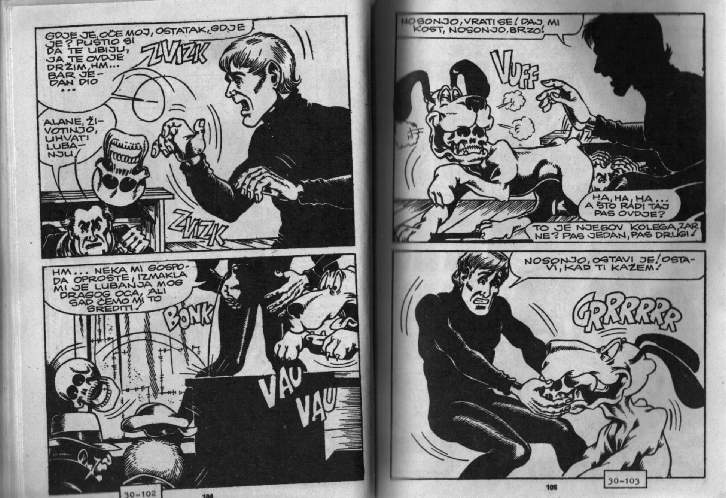 GDJE JE, OČE MOJ, OSTATAK, GDJE
JE? PUSTIO SI
DA TE UBIJU,
JA TE OVDJE
DRŽIM, HM...
BAR JE-
DAN DIO
...
ZVIZK
ALANE, ŽI-
VOTINJO,
UHVATI
LUBA-
NJU!
ZVIZK
HM... NEKA MI GOSPO-
DA OPROSTE, IZMAKLA
MI JE LUBANJA MOG
DRAGOG OCA, ALI
SAD ĆEMO MI TO
SREDITI!
BONK
VAU
VAU
30-102
104
NOSONJO, VRATI SE! DAJ MI
KOST, NOSONJO, BRZO!
VUFF
HA, HA, HA...
A ŠTO RADI TAJ
PAS OVDJE?
TO JE NJEGOV KOLEGA, ZAR
NE? PAS JEDAN, PAS DRUGI!
NOSONJO, OSTAVI JE! OSTA-
VI, KAD TI KAŽEM!
GRRRRRRR
105
30-103